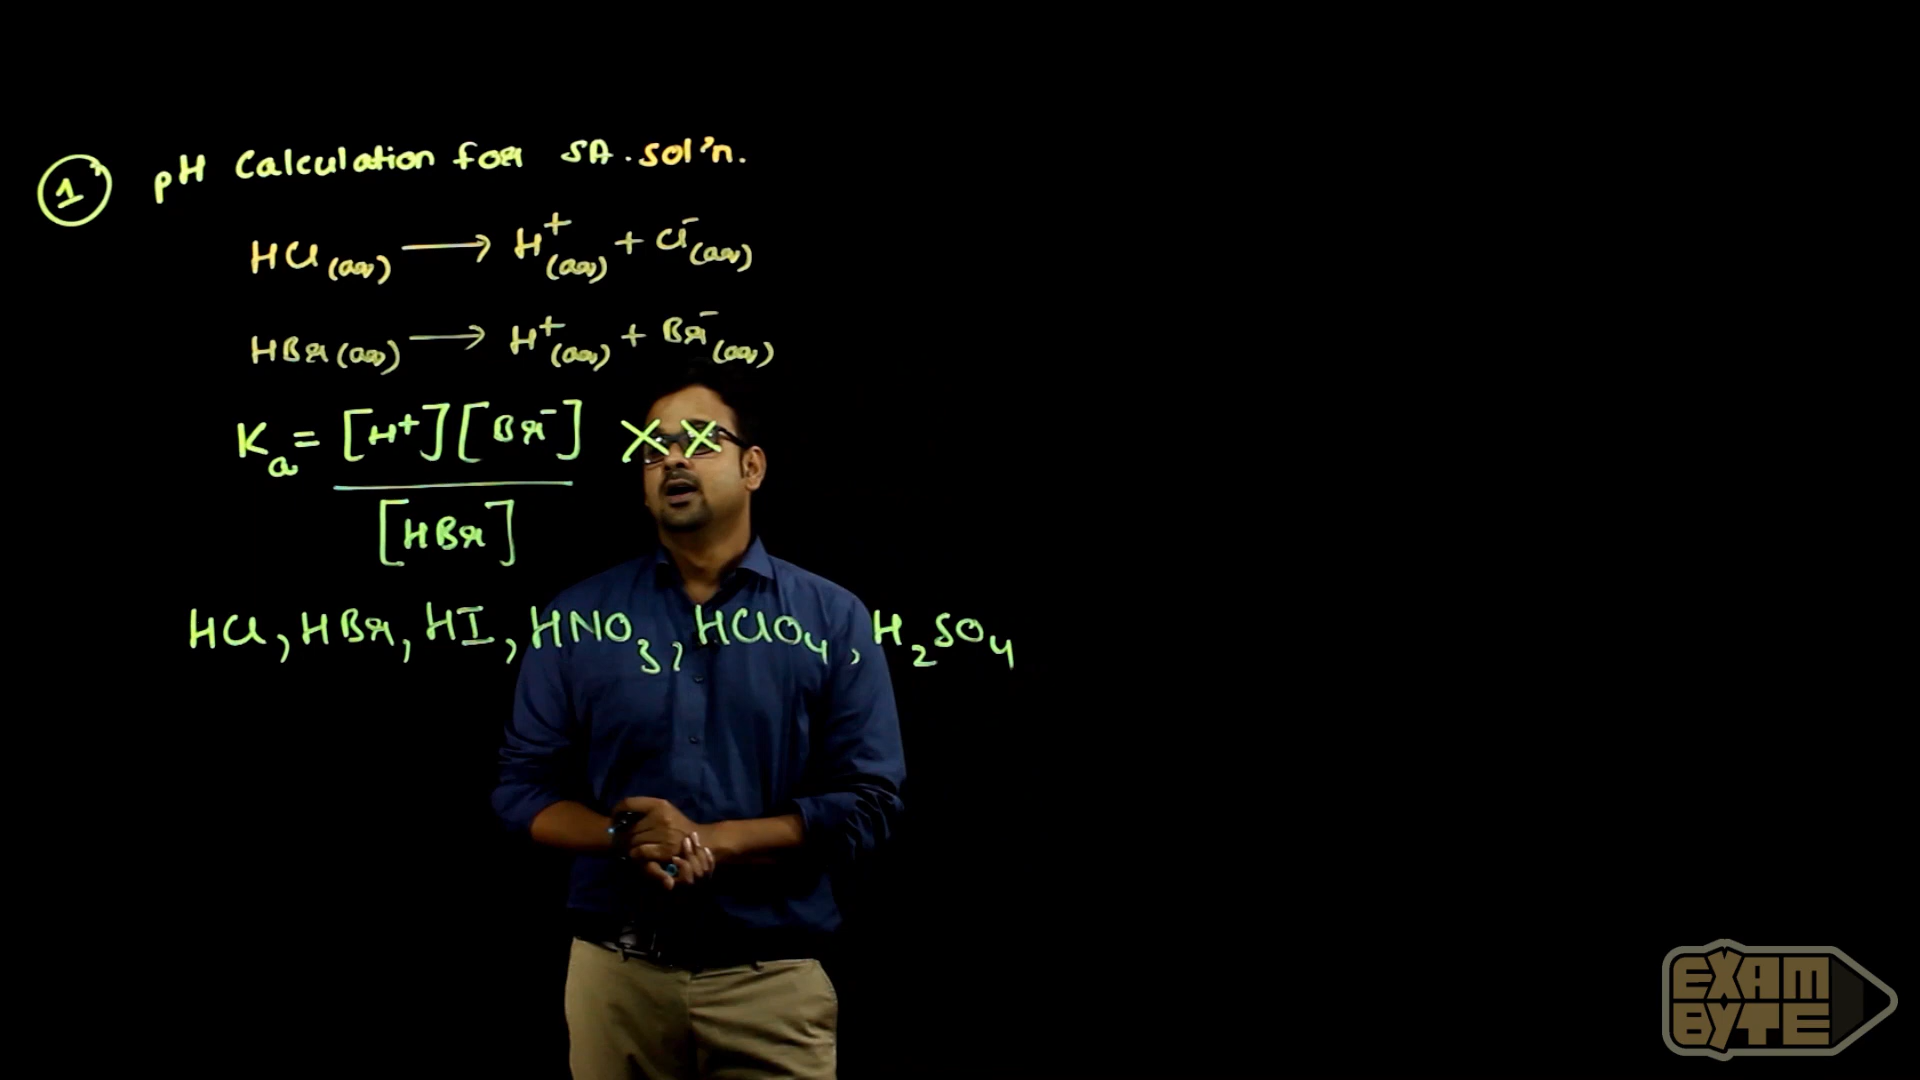 1 pH Calculation for SA. sol'n.
HCl(aq) ⟶ H⁺(aq) + Cl⁻(aq)
HBr(aq) ⟶ H⁺(aq) + Br⁻(aq)
Kₐ = [H⁺][Br⁻] ✗✗
[HBr]
HCl, HBr, HI, HNO₃, HClO₄, H₂SO₄
EXAM
BYTE